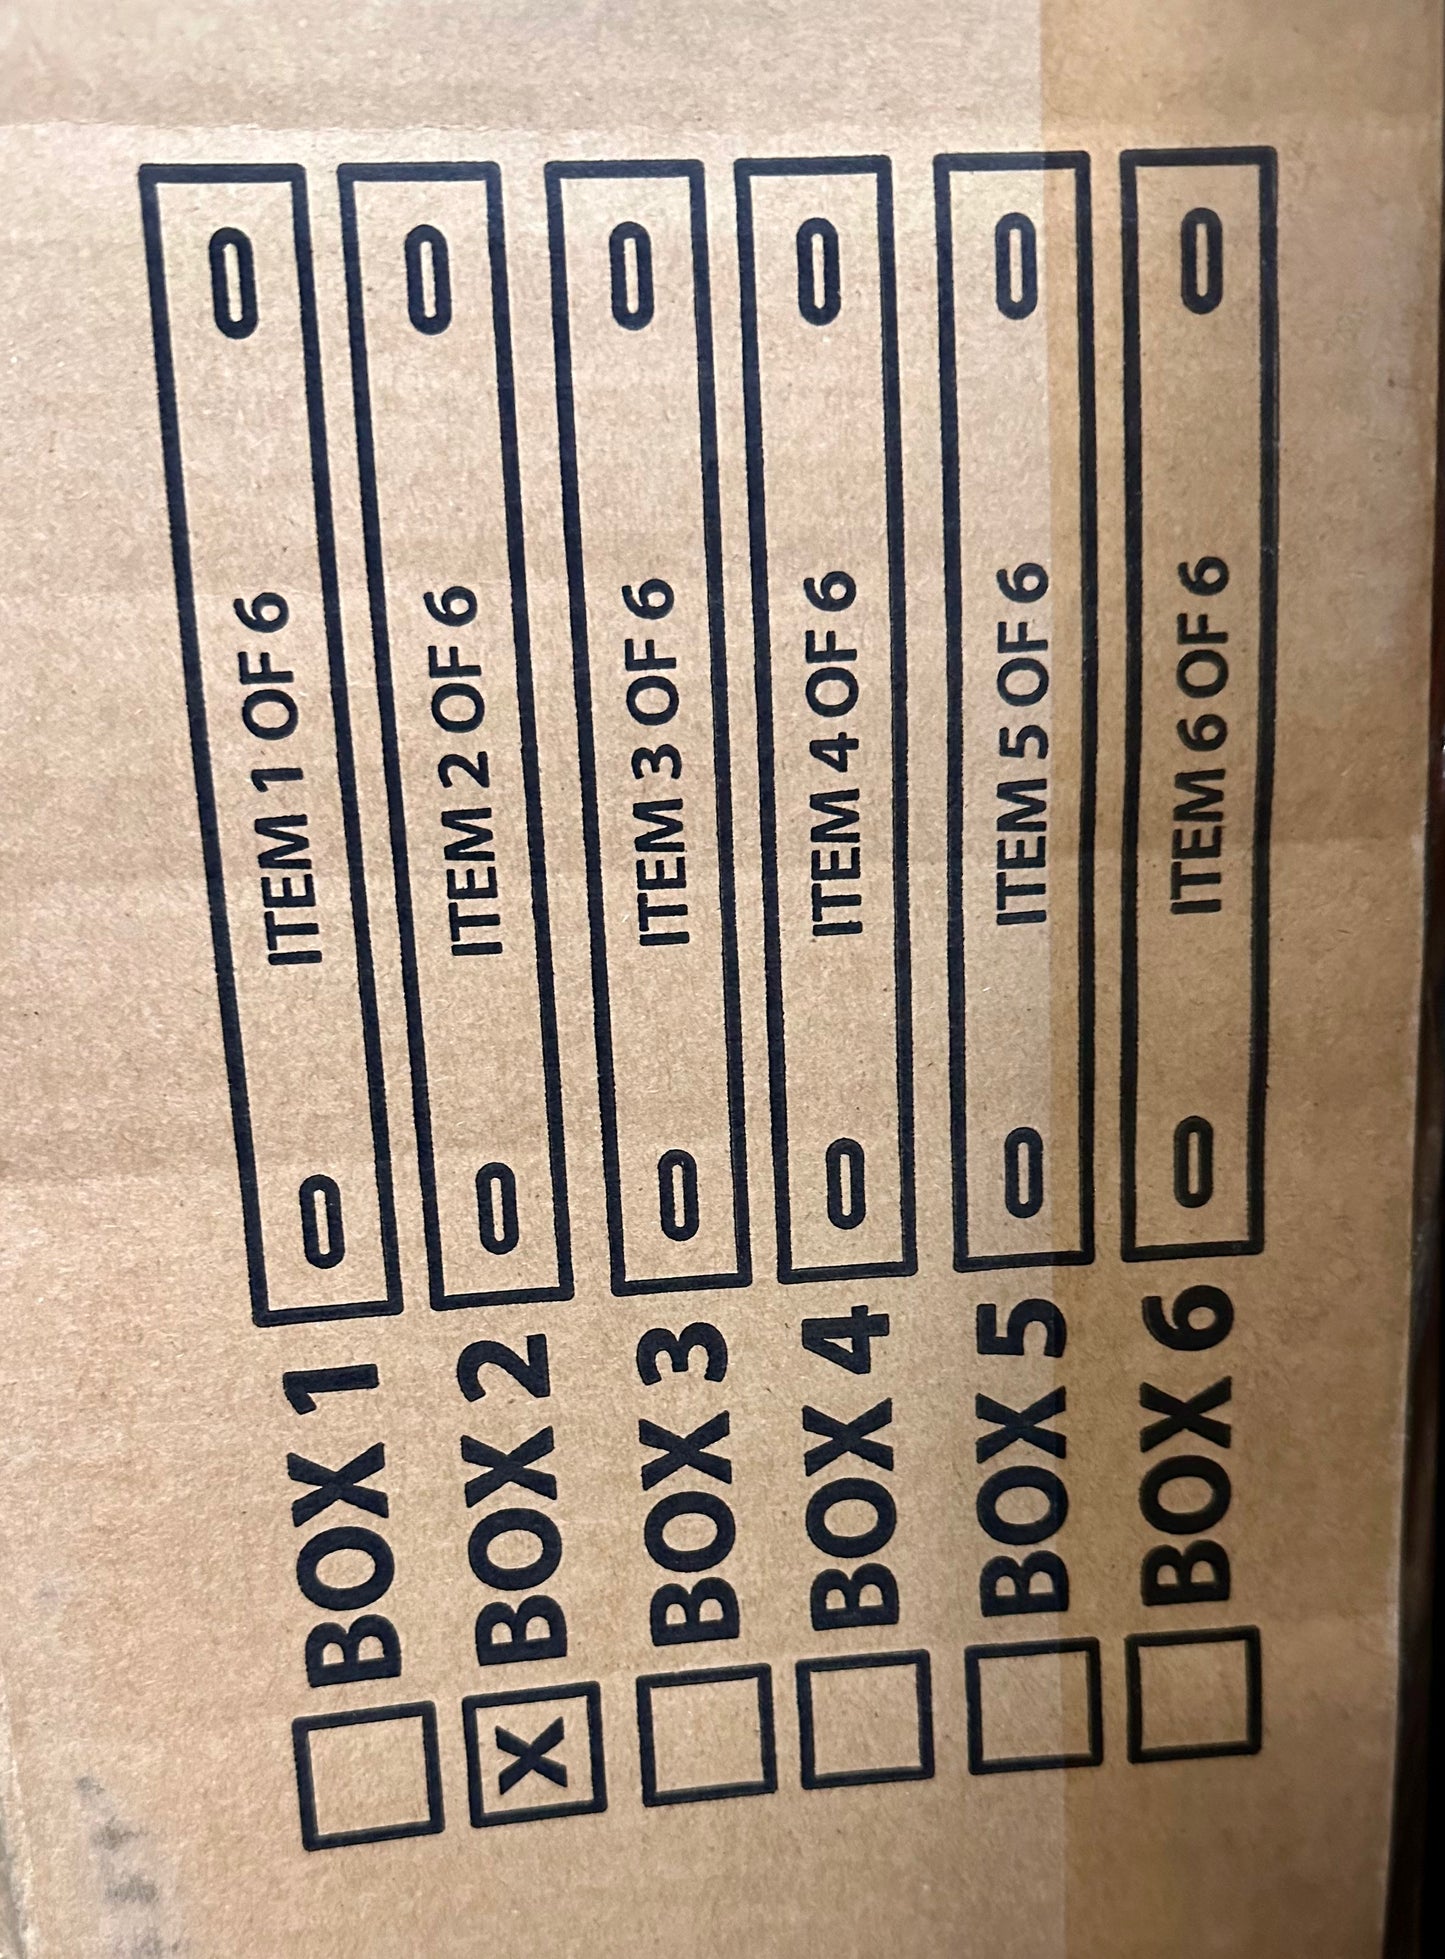 BOX 1 ITEM 1 OF 6
X BOX 2 ITEM 2 OF 6
BOX 3 ITEM 3 OF 6
BOX 4 ITEM 4 OF 6
BOX 5 ITEM 5 OF 6
BOX 6 ITEM 6 OF 6